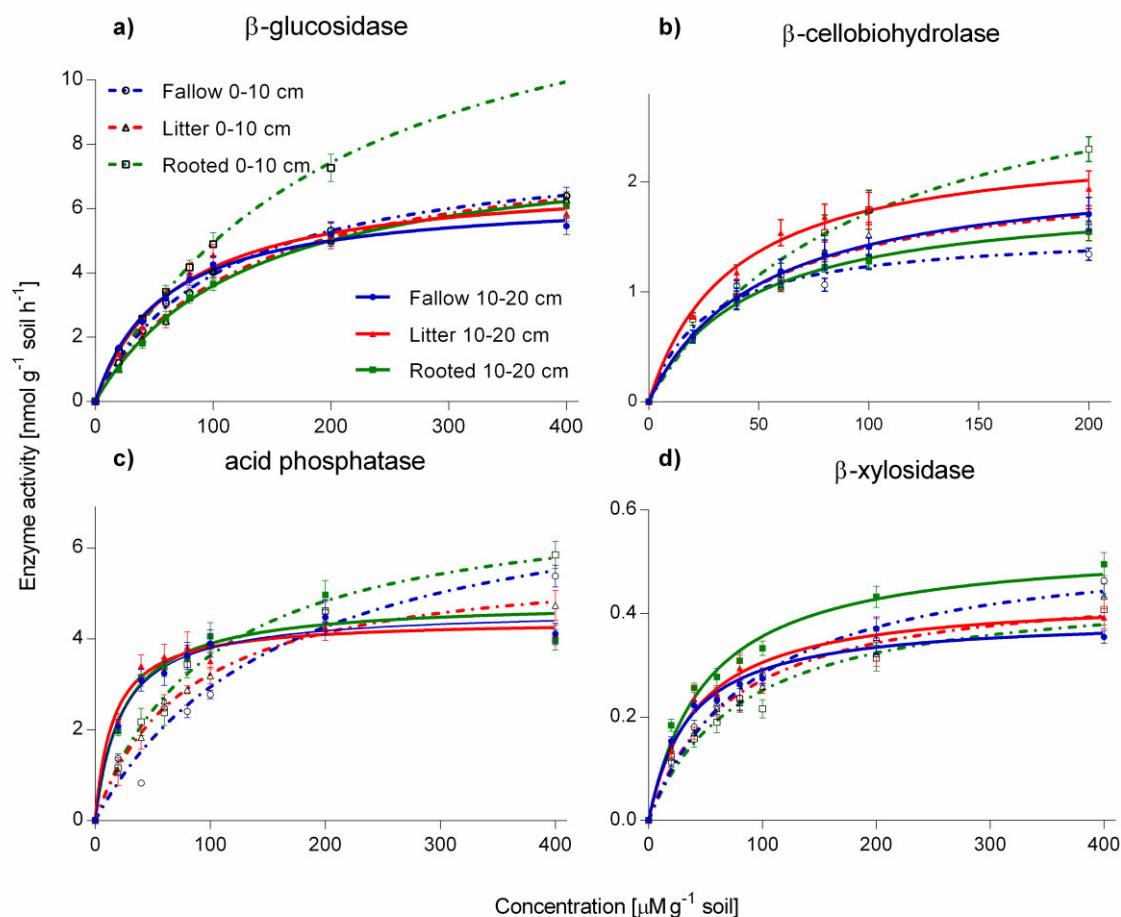 a)
β-glucosidase
10
8
6
4
2
0
0
100
200
300
400
Fallow 0-10 cm
Litter 0-10 cm
Rooted 0-10 cm
Fallow 10-20 cm
Litter 10-20 cm
Rooted 10-20 cm
b)
β-cellobiohydrolase
2
1
0
0
50
100
150
200
c)
acid phosphatase
6
4
2
0
0
100
200
300
400
d)
β-xylosidase
0.6
0.4
0.2
0.0
0
100
200
300
400
Enzyme activity [nmol g⁻¹ soil h⁻¹]
Concentration [μM g⁻¹ soil]